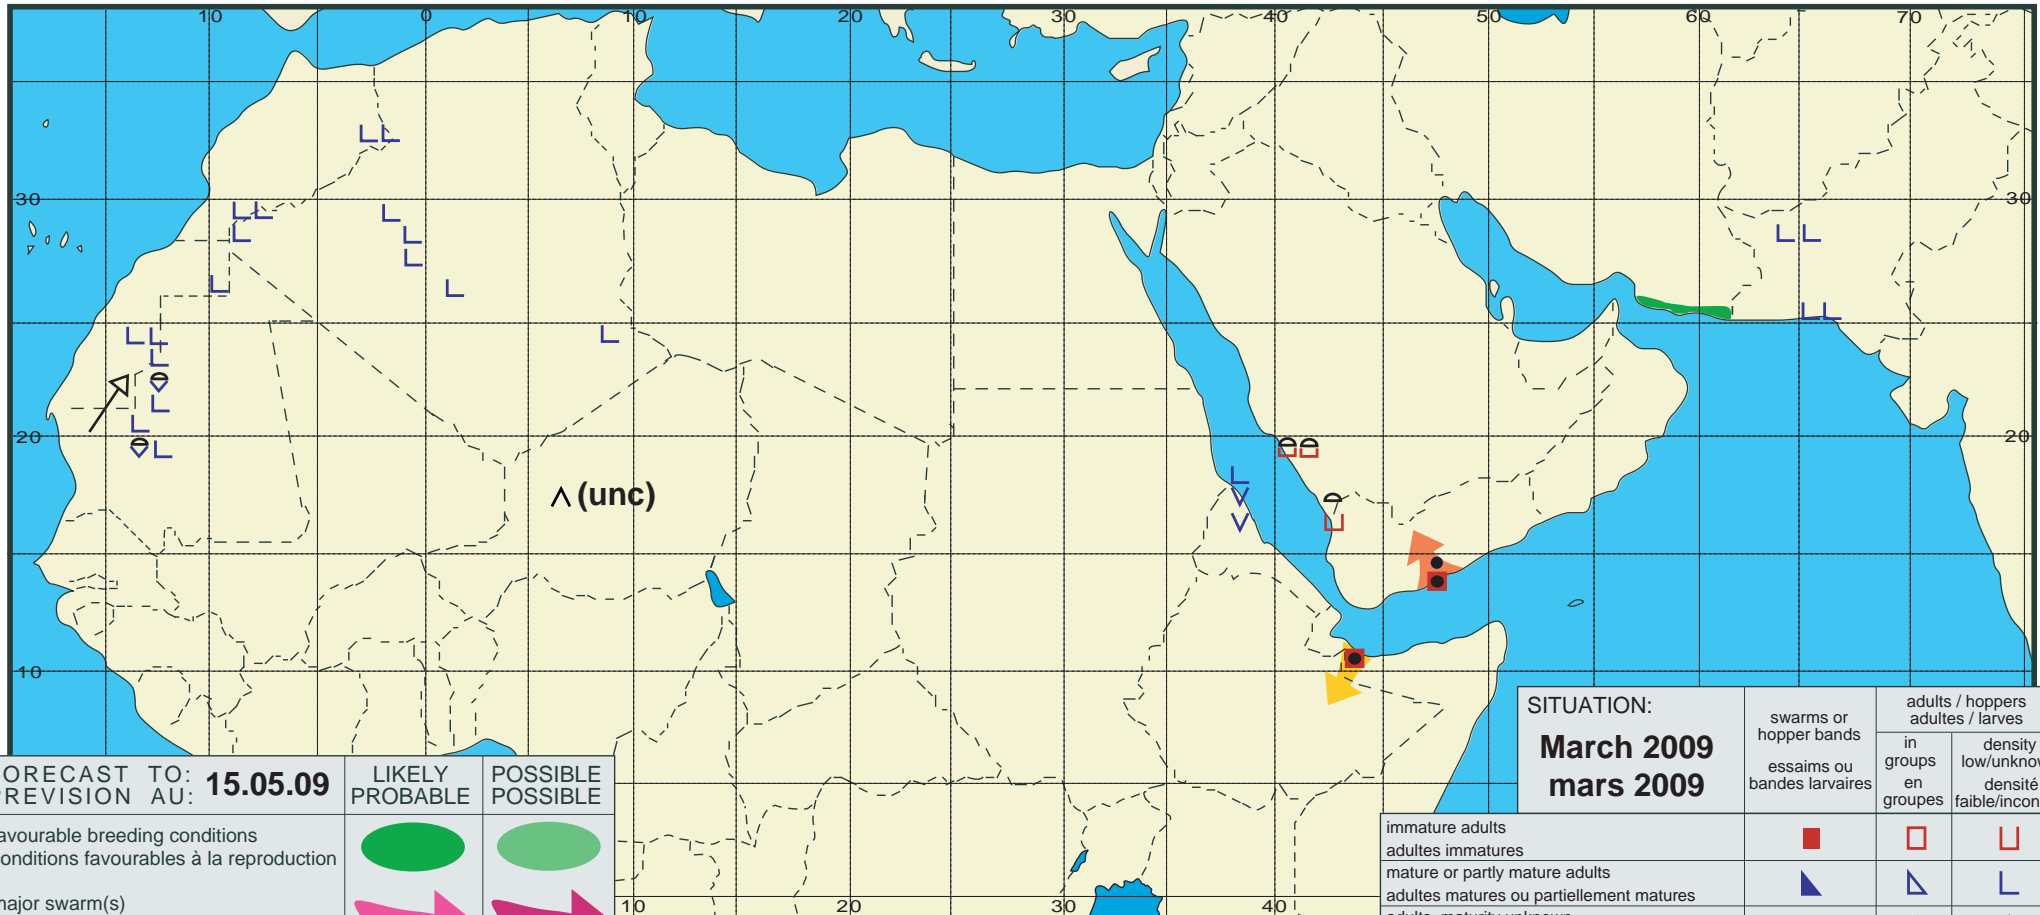 10 0 10 20 30 40 50 60 70
30 30
20 20
(unc)
10
SITUATION:
March 2009
mars 2009
swarms or
hopper bands
essaims ou
bandes larvaires
adults / hoppers
adultes / larves
in
groups
en
groupes
density
low/unknow
densité
faible/incon
immature adults
adultes immatures
mature or partly mature adults
adultes matures ou partiellement matures
ORECAST TO:
REVISION AU:
15.05.09
LIKELY
PROBABLE
POSSIBLE
POSSIBLE
avourable breeding conditions
onditions favourables à la reproduction
major swarm(s)
10 20 30 40